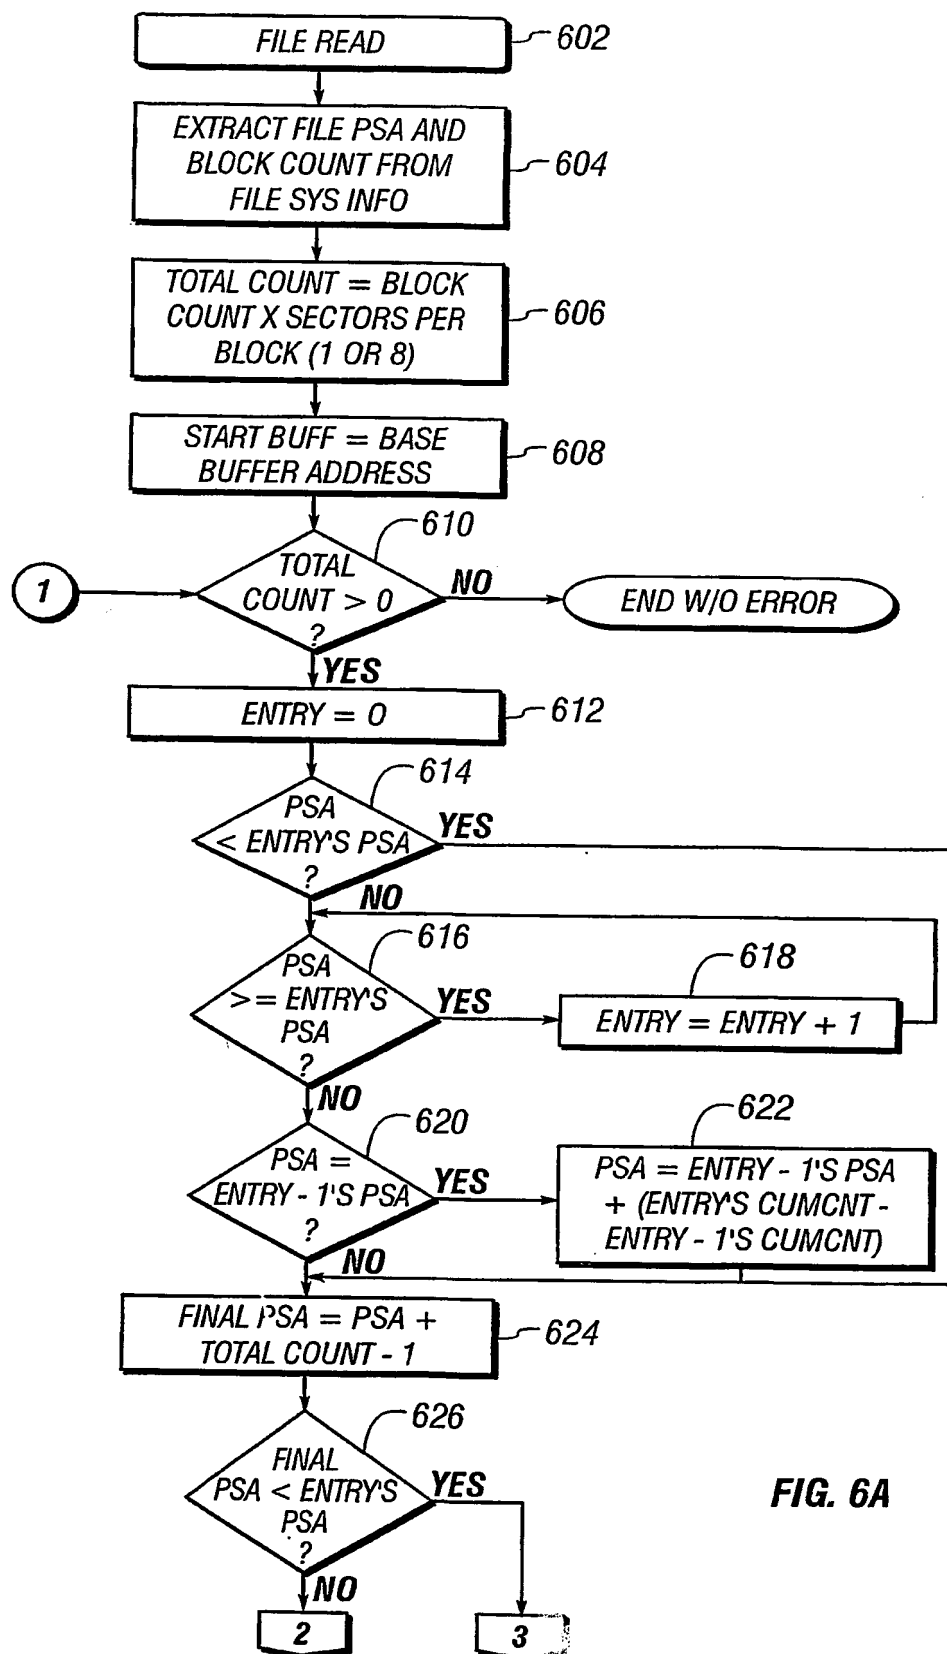 FILE READ
602
EXTRACT FILE PSA AND
BLOCK COUNT FROM
FILE SYS INFO
604
TOTAL COUNT = BLOCK
COUNT X SECTORS PER
BLOCK (1 OR 8)
606
START BUFF = BASE
BUFFER ADDRESS
608
610
1
TOTAL
COUNT > 0
?
NO
END W/O ERROR
YES
ENTRY = 0
612
614
PSA
< ENTRY'S PSA
?
YES
NO
616
PSA
>= ENTRY'S
PSA
?
YES
618
ENTRY = ENTRY + 1
NO
620
PSA =
ENTRY - 1'S PSA
?
YES
622
PSA = ENTRY - 1'S PSA
+ (ENTRY'S CUMCNT -
ENTRY - 1'S CUMCNT)
NO
FINAL PSA = PSA +
TOTAL COUNT - 1
624
626
FINAL
PSA < ENTRY'S
PSA
?
YES
NO
2
3
FIG. 6A